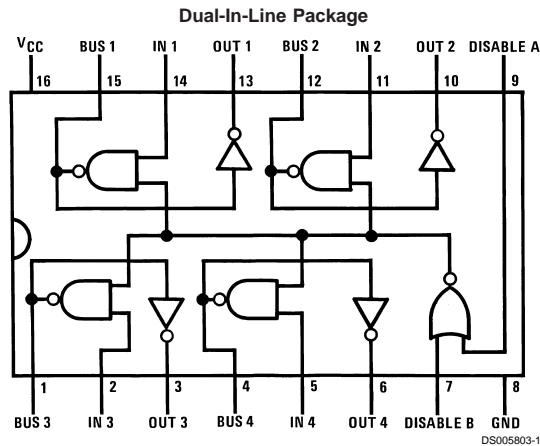 Dual-In-Line Package
VCC BUS 1 IN 1 OUT 1 BUS 2 IN 2 OUT 2 DISABLE A
16 15 14 13 12 11 10 9
1 2 3 4 5 6 7 8
BUS 3 IN 3 OUT 3 BUS 4 IN 4 OUT 4 DISABLE B GND
DS005803-1